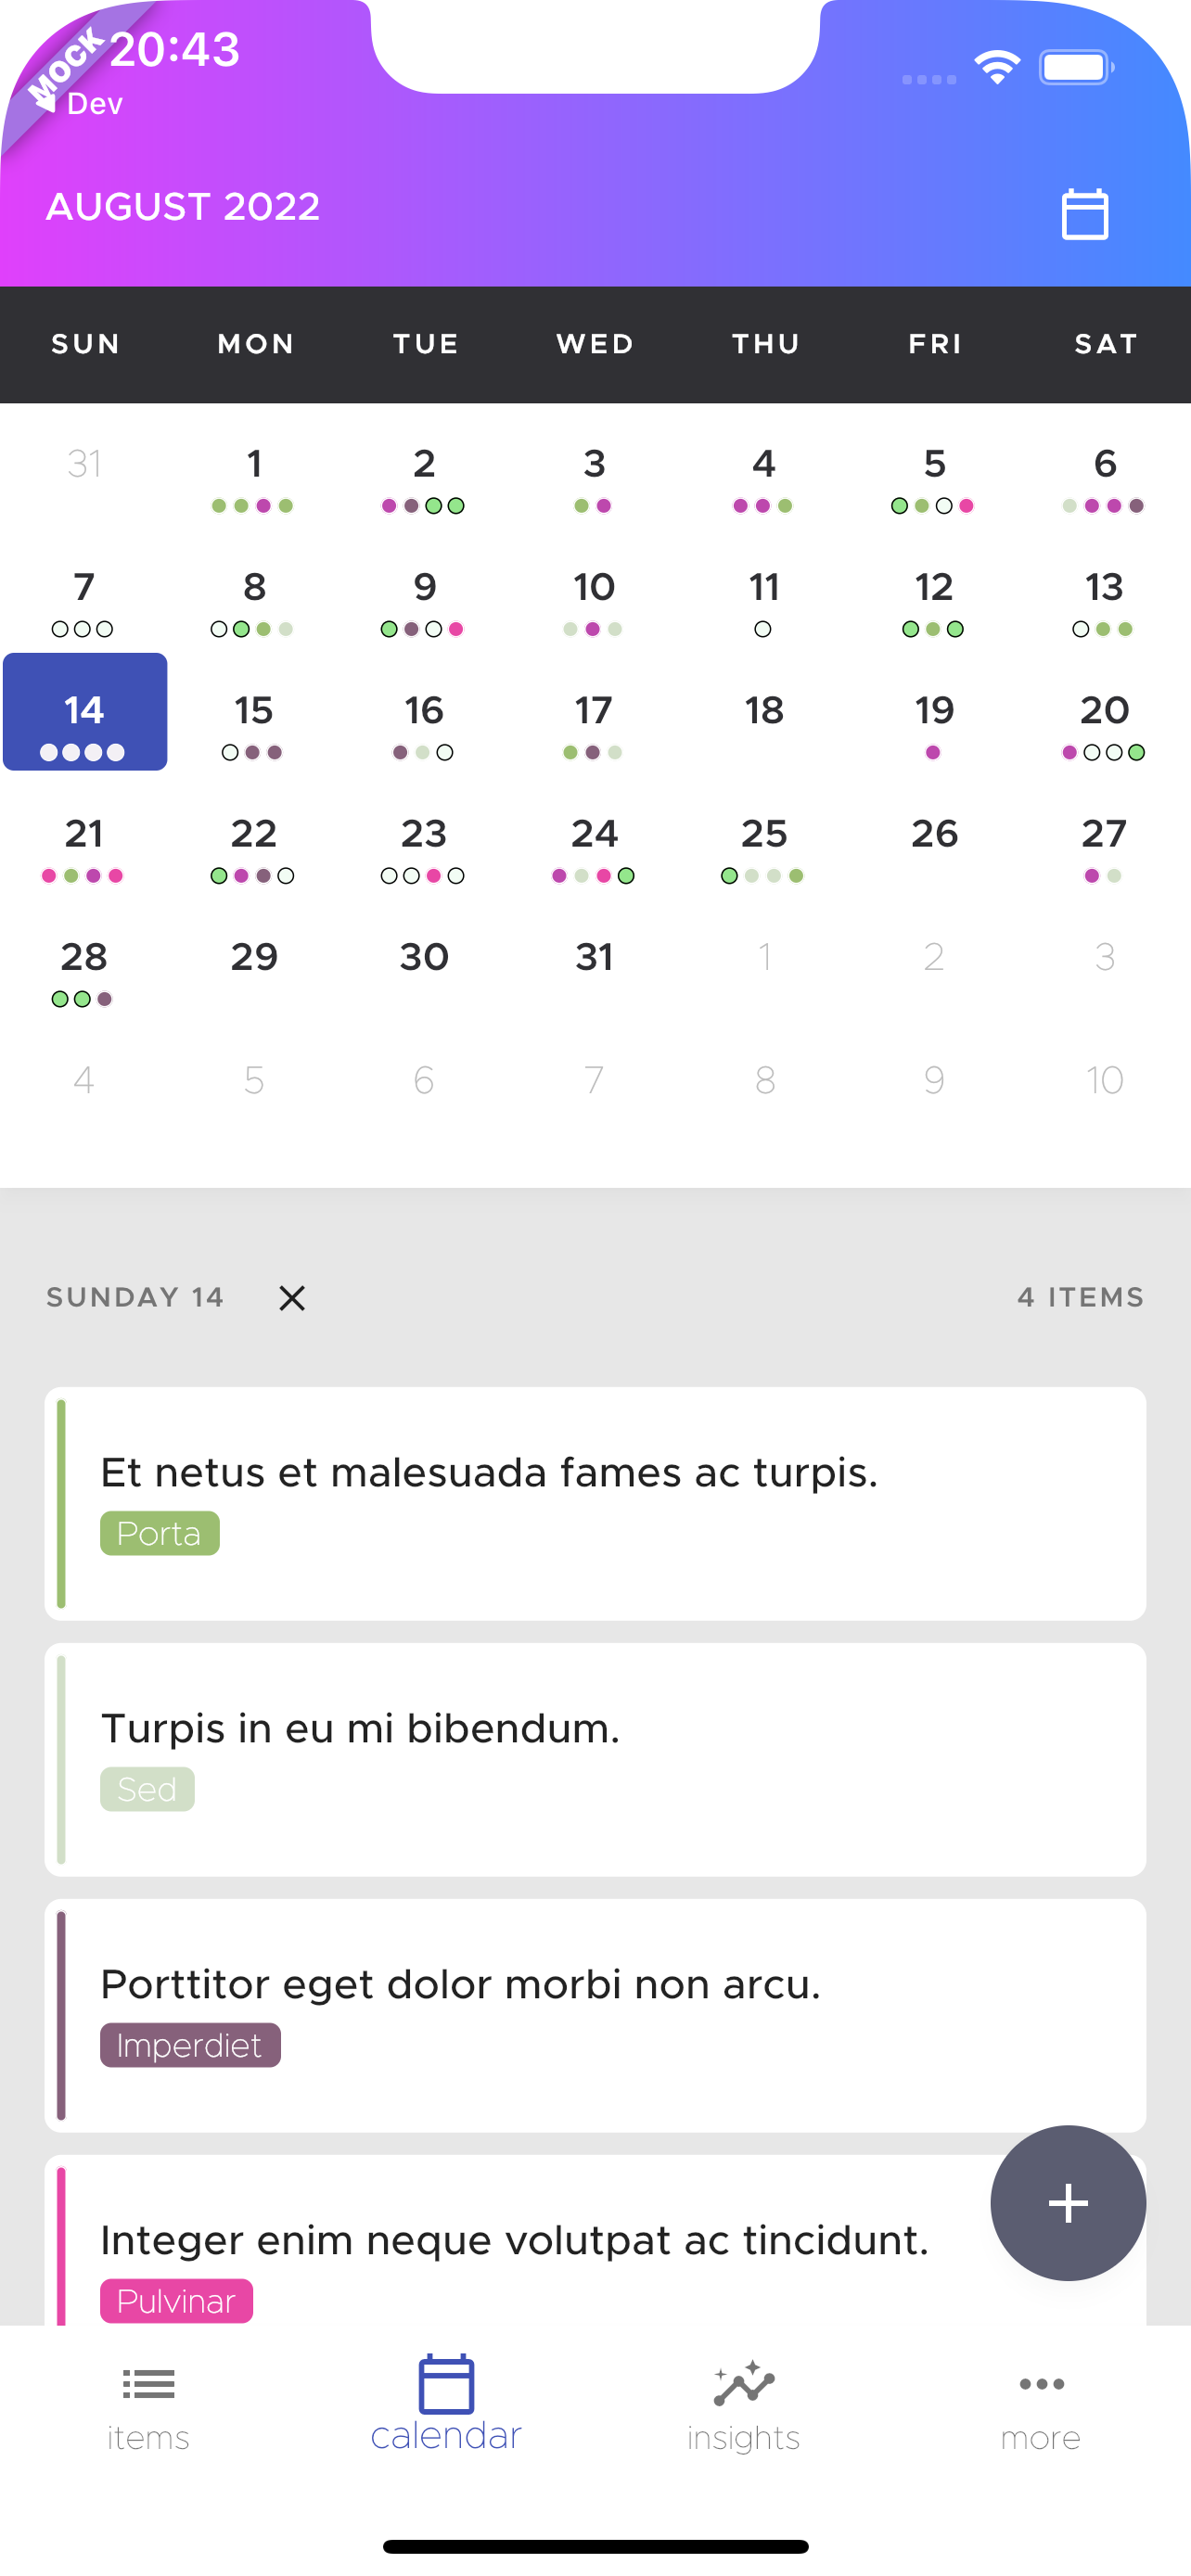 MOCK
20:43
Dev
AUGUST 2022
SUN MON TUE WED THU FRI SAT
31 1 2 3 4 5 6
7 8 9 10 11 12 13
14 15 16 17 18 19 20
21 22 23 24 25 26 27
28 29 30 31 1 2 3
4 5 6 7 8 9 10
SUNDAY 14 4 ITEMS
Et netus et malesuada fames ac turpis.
Porta
Turpis in eu mi bibendum.
Sed
Porttitor eget dolor morbi non arcu.
Imperdiet
Integer enim neque volutpat ac tincidunt.
Pulvinar
items calendar insights more